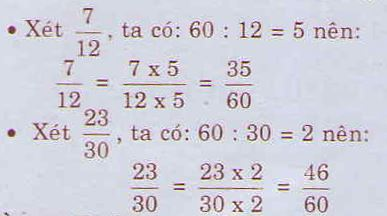 • Xét 7/12, ta có: 60 : 12 = 5 nên:
7/12 = 7 x 5/12 x 5 = 35/60
• Xét 23/30, ta có: 60 : 30 = 2 nên:
23/30 = 23 x 2/30 x 2 = 46/60